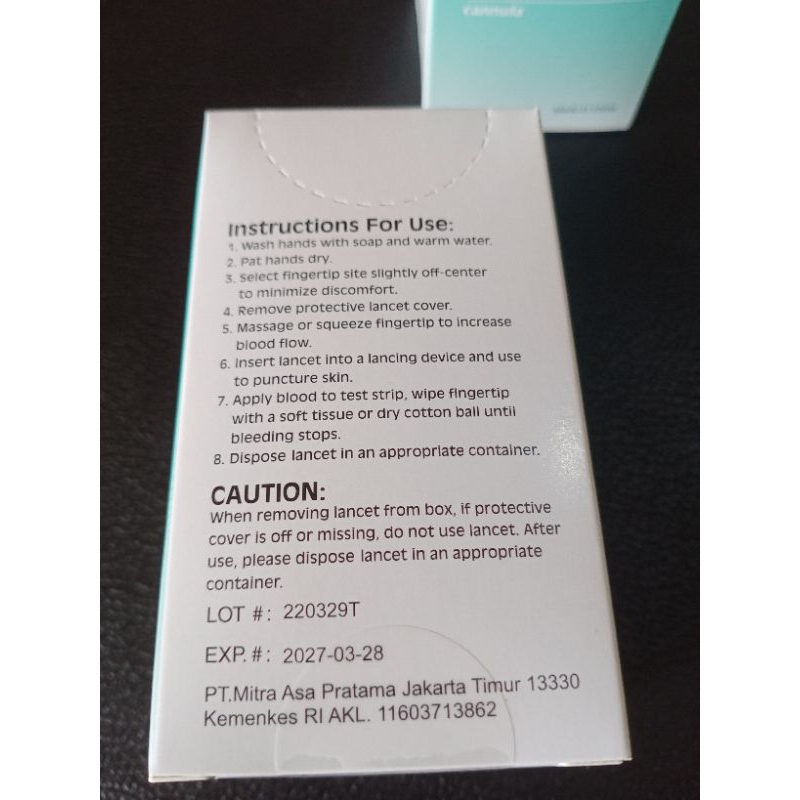 cannula
Instructions For Use:
1. Wash hands with soap and warm water.
2. Pat hands dry.
3. Select fingertip site slightly off-center
to minimize discomfort.
4. Remove protective lancet cover.
5. Massage or squeeze fingertip to increase
blood flow.
6. Insert lancet into a lancing device and use
to puncture skin.
7. Apply blood to test strip, wipe fingertip
with a soft tissue or dry cotton ball until
bleeding stops.
8. Dispose lancet in an appropriate container.
CAUTION:
When removing lancet from box, if protective
cover is off or missing, do not use lancet. After
use, please dispose lancet in an appropriate
container.
LOT #: 220329T
EXP. #: 2027-03-28
PT.Mitra Asa Pratama Jakarta Timur 13330
Kemenkes RI AKL. 11603713862